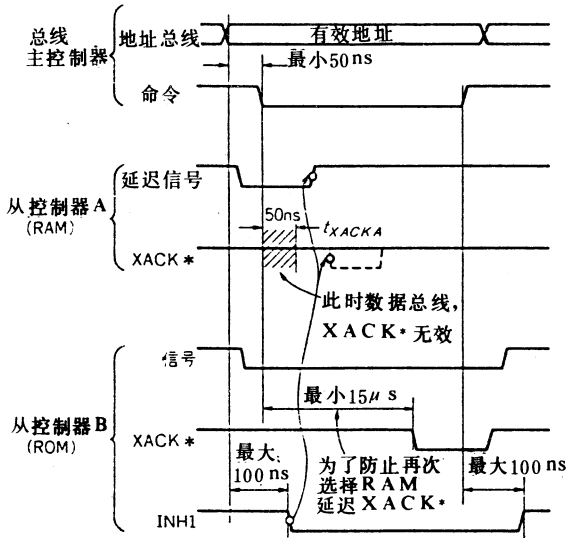 总线
主控制器
地址总线
有效地址
最小50ns
命令
延迟信号
从控制器A
(RAM)
50ns
tXACKA
XACK*
此时数据总线,
XACK*无效
信号
最小15μs
从控制器B
(ROM)
XACK*
最大
100ns
为了防止再次
选择RAM
延迟XACK*
最大100ns
INH1